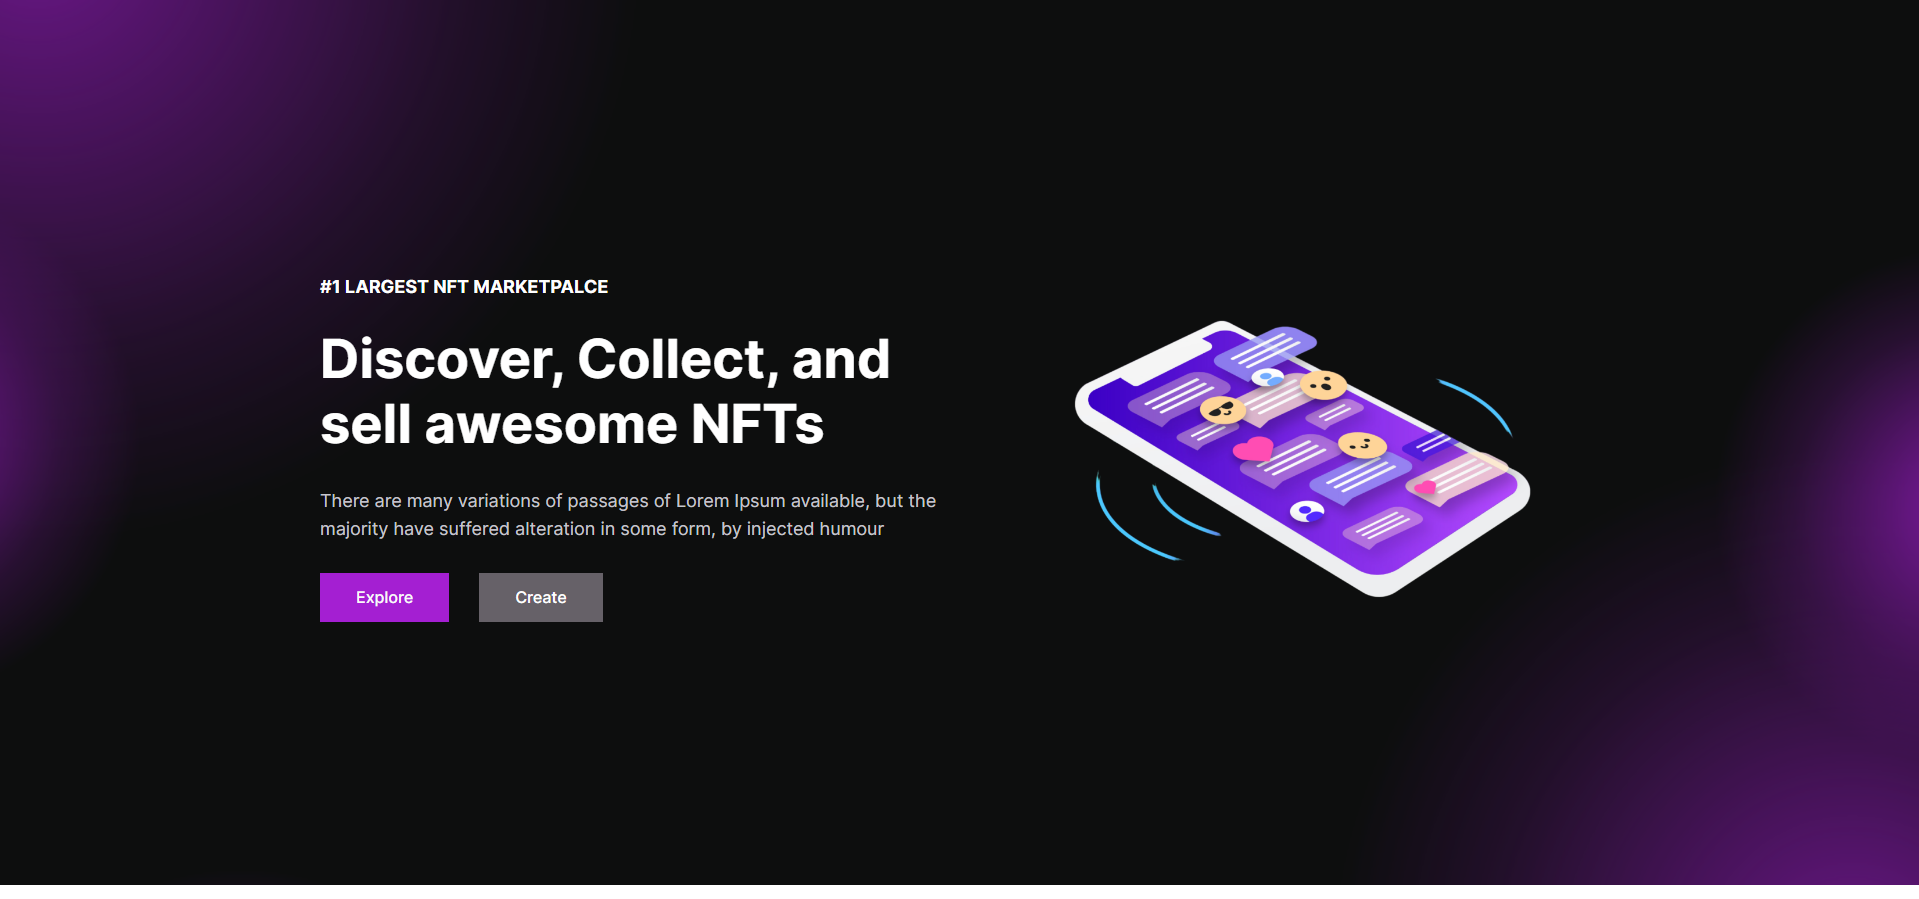 #1 LARGEST NFT MARKETPALCE
Discover, Collect, and
sell awesome NFTs
There are many variations of passages of Lorem Ipsum available, but the
majority have suffered alteration in some form, by injected humour
Explore
Create